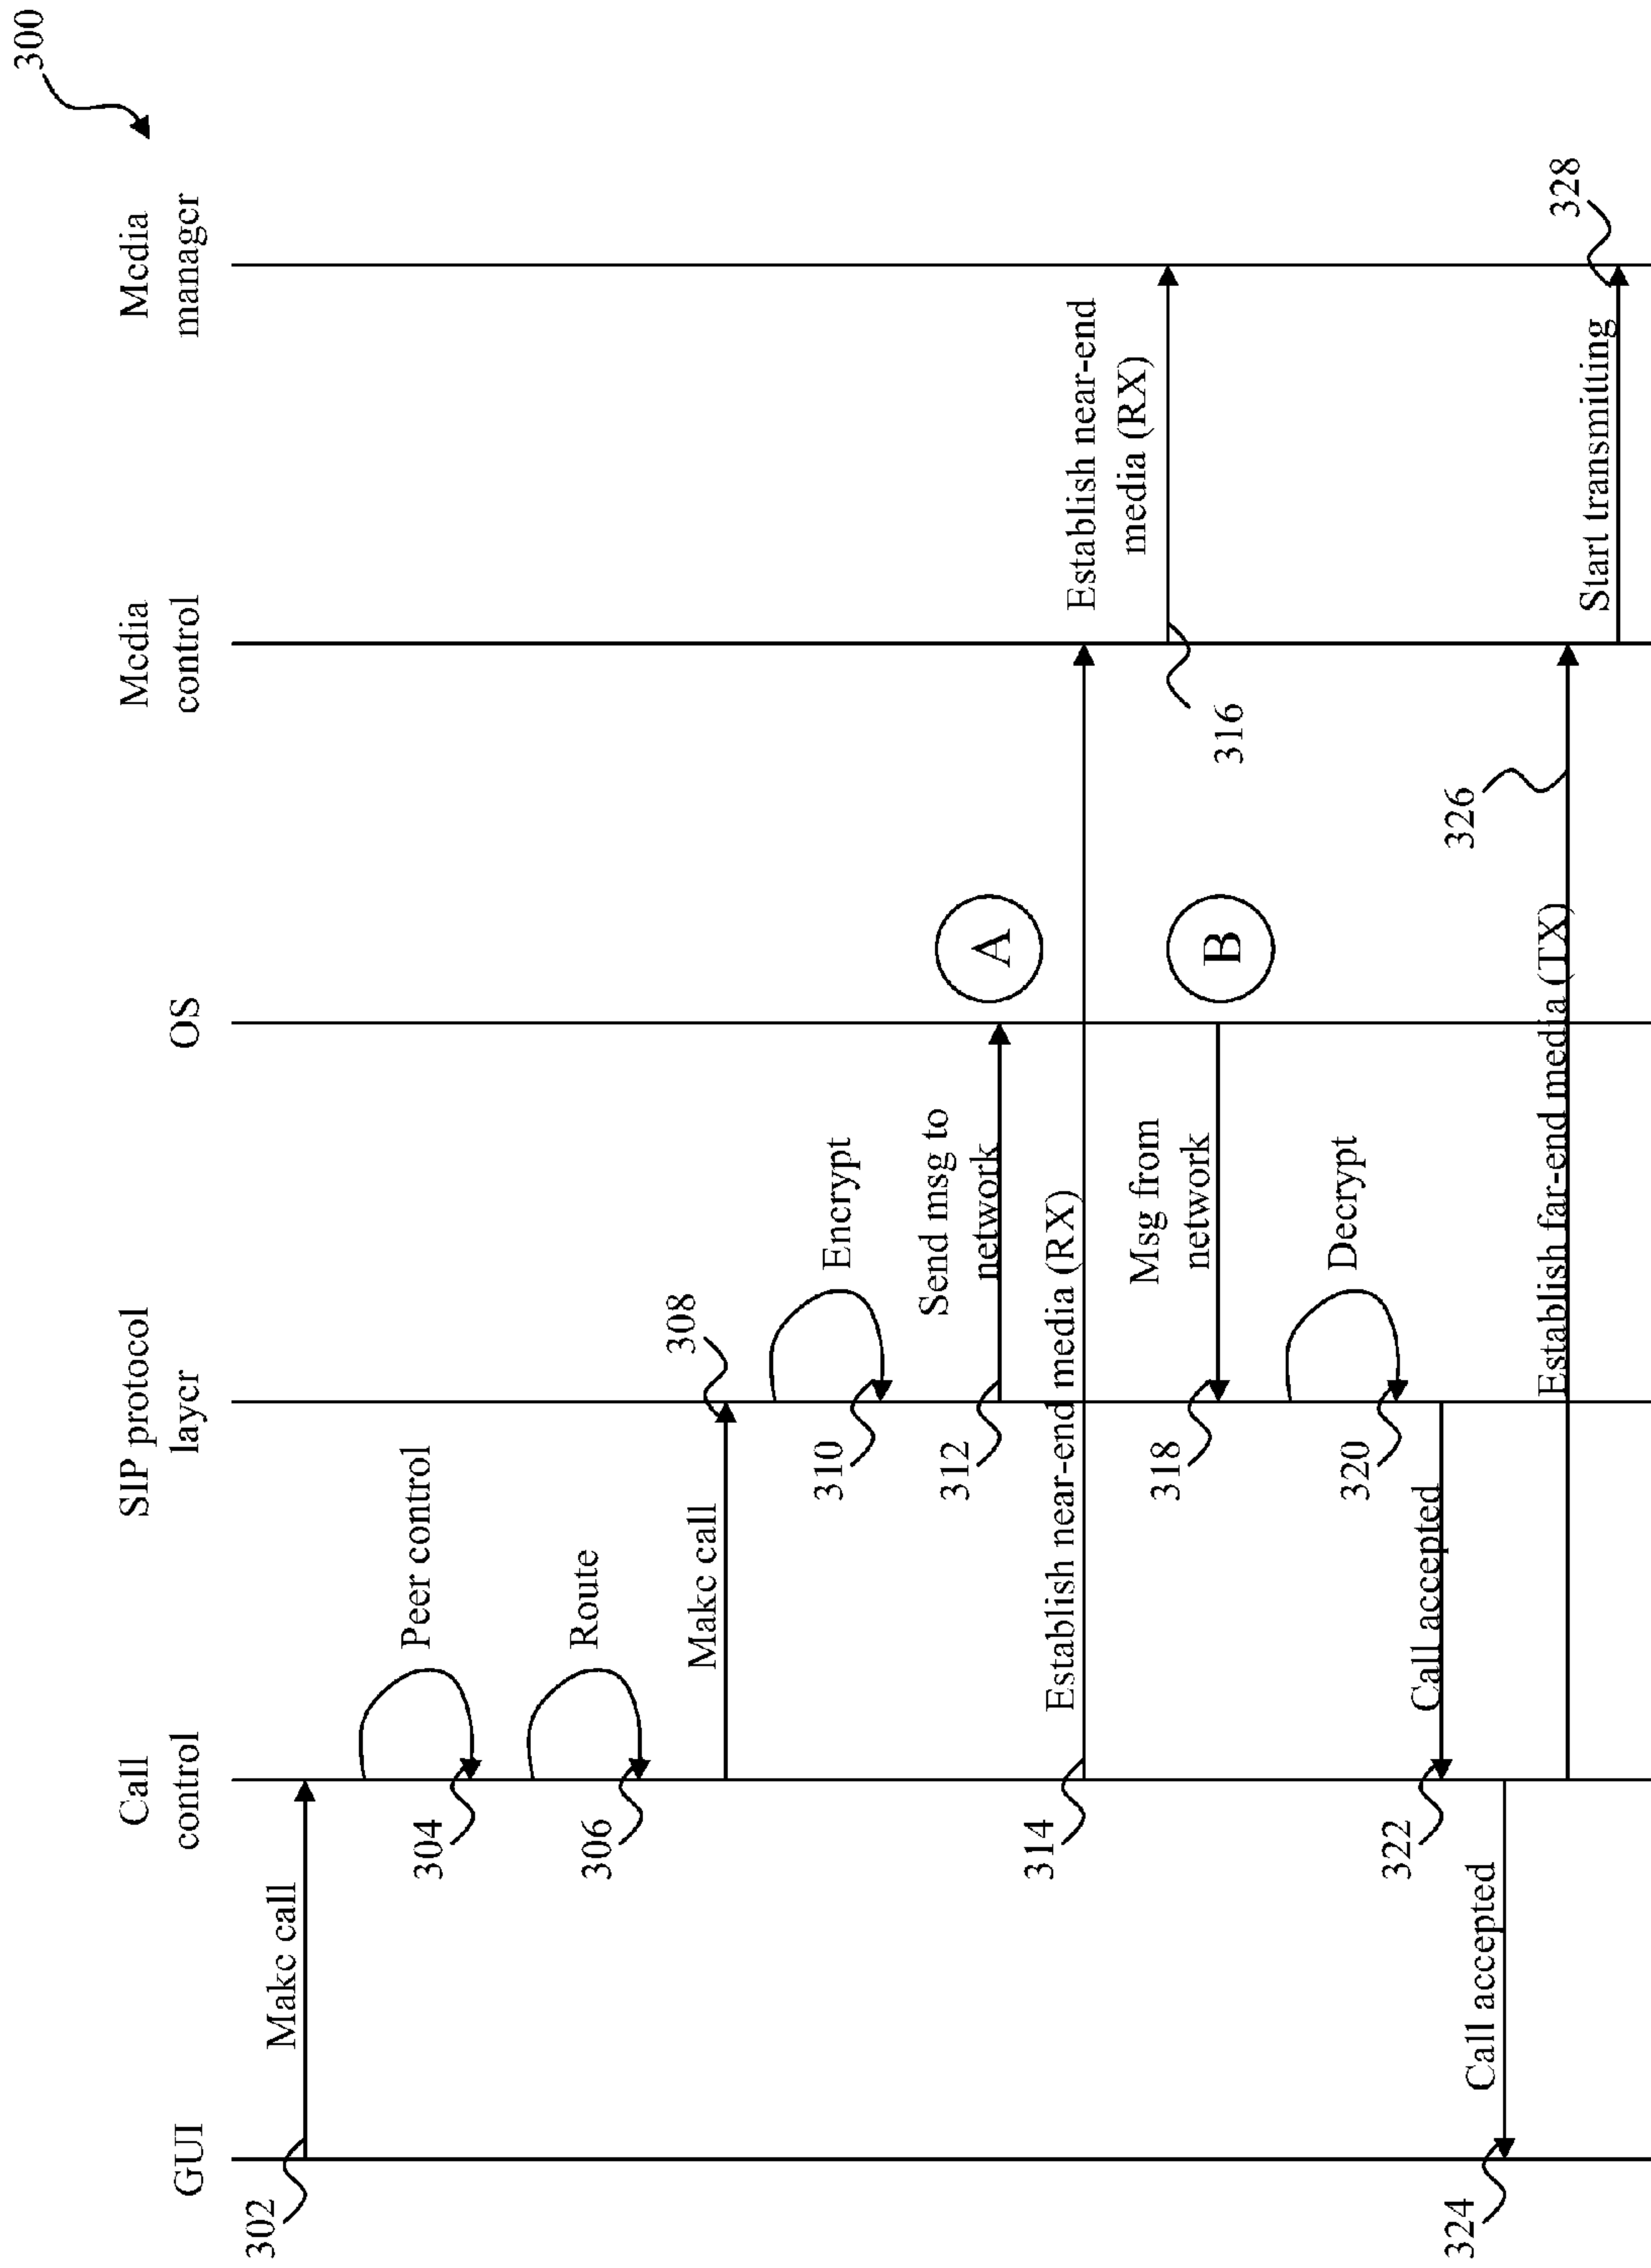 300
GUI
Call
control
SIP protocol
layer
OS
Media
control
Media
manager
302
Make call
304
Peer control
306
Route
Make call
308
310
Encrypt
312
Send msg to
network
A
314
Establish near-end media (RX)
Establish near-end
media (RX)
316
318
Msg from
network
B
320
Decrypt
322
Call accepted
324
Call accepted
Establish far-end media (TX)
326
Start transmitting
328